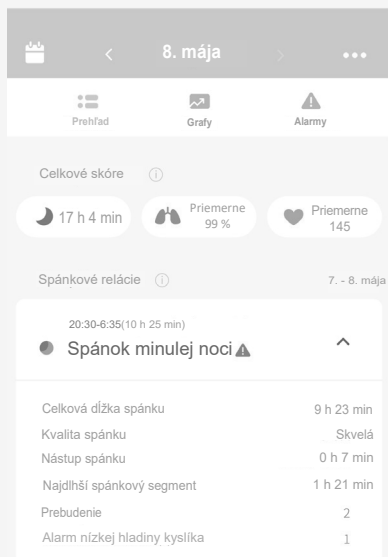 8. mája
Prehľad
Grafy
Alarmy
Celkové skóre
17 h 4 min
Priemerne
99 %
Priemerne
145
Spánkové relácie
7. - 8. mája
20:30-6:35(10 h 25 min)
Spánok minulej noci
Celková dĺžka spánku
9 h 23 min
Kvalita spánku
Skvelá
Nástup spánku
0 h 7 min
Najdlhší spánkový segment
1 h 21 min
Prebudenie
2
Alarm nízkej hladiny kyslíka
1